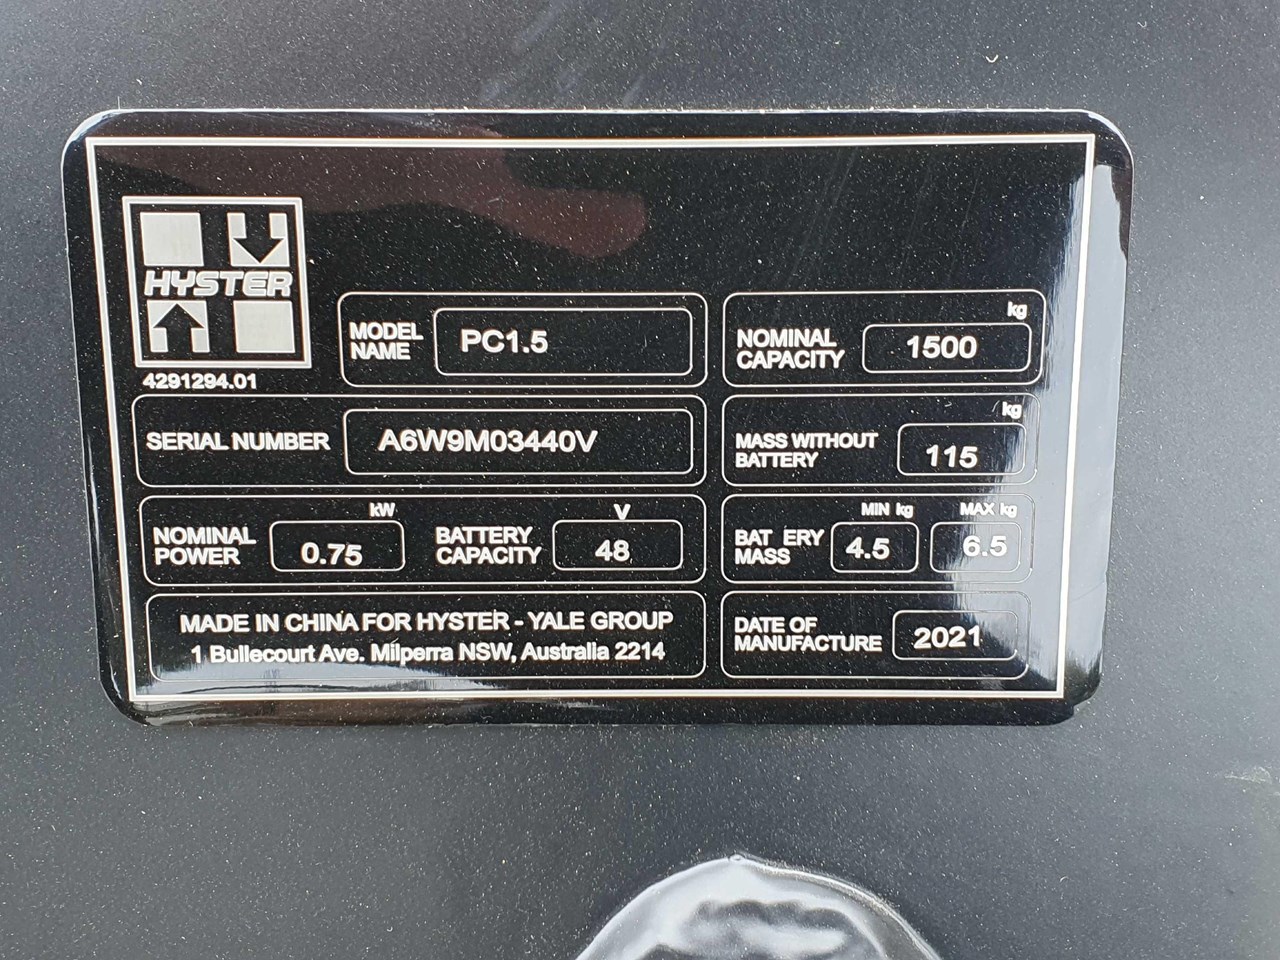 HYSTER
4291294.01
MODEL
NAME
PC1.5
kg
NOMINAL
CAPACITY
1500
SERIAL NUMBER
A6W9M03440V
kg
MASS WITHOUT
BATTERY
115
kW
NOMINAL
POWER
0.75
V
BATTERY
CAPACITY
48
MIN kg
MAX kg
BAT ERY
MASS
4.5
6.5
MADE IN CHINA FOR HYSTER - YALE GROUP
1 Bullecourt Ave. Milperra NSW, Australia 2214
DATE OF
MANUFACTURE
2021